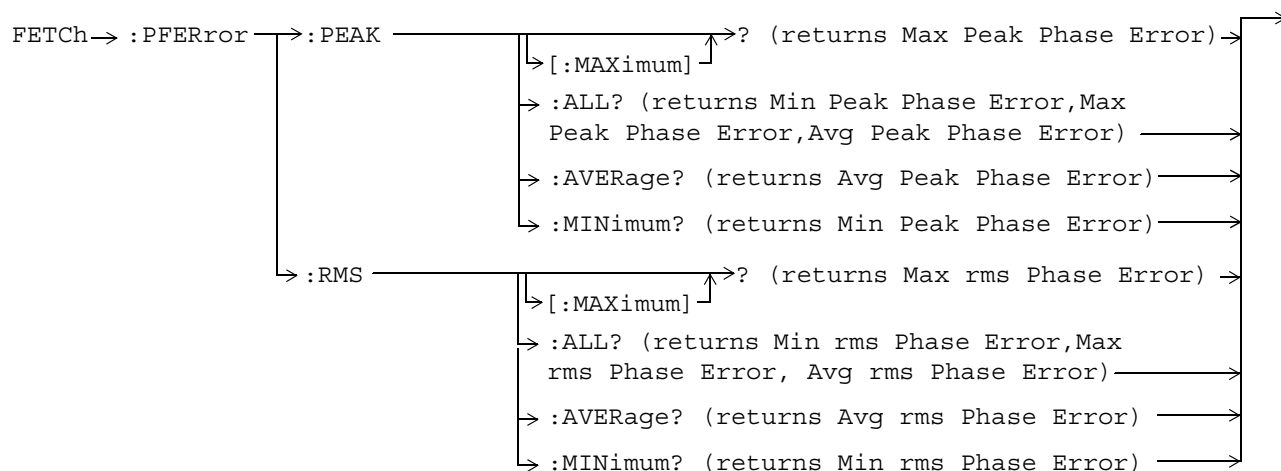 FETCh :PFERror :PEAK ? (returns Max Peak Phase Error)
[:MAXimum]
:ALL? (returns Min Peak Phase Error,Max
Peak Phase Error,Avg Peak Phase Error)
:AVERage? (returns Avg Peak Phase Error)
:MINimum? (returns Min Peak Phase Error)
:RMS ? (returns Max rms Phase Error)
[:MAXimum]
:ALL? (returns Min rms Phase Error,Max
rms Phase Error, Avg rms Phase Error)
:AVERage? (returns Avg rms Phase Error)
:MINimum? (returns Min rms Phase Error)